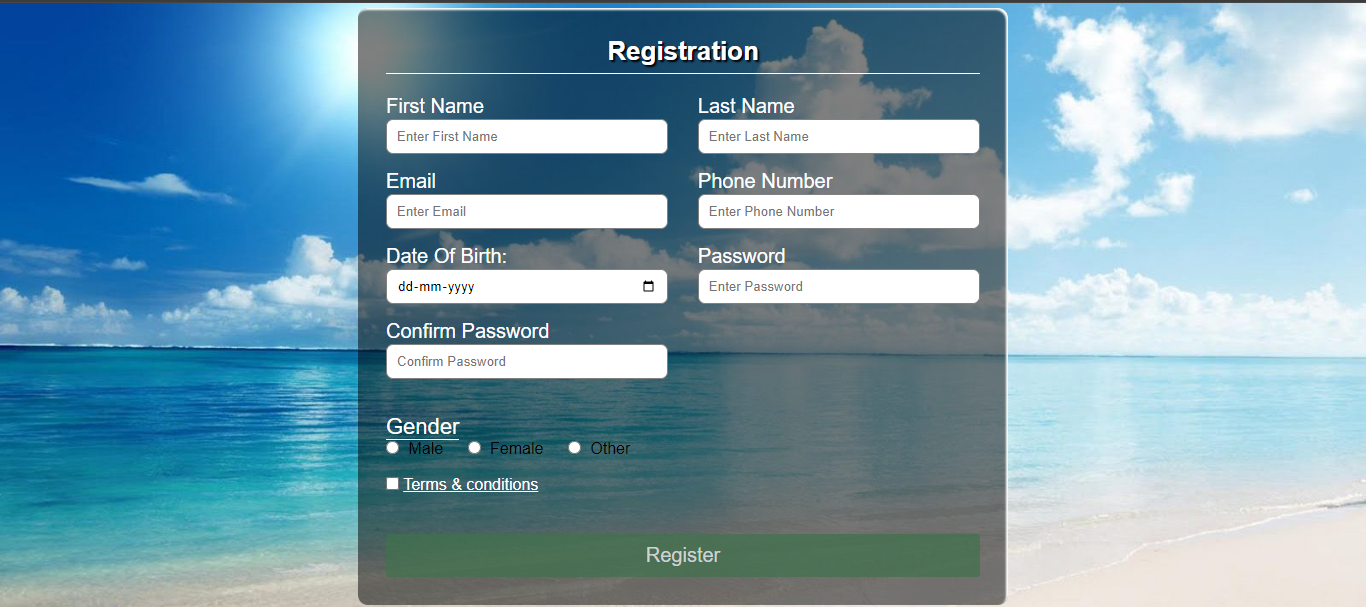 Registration
First Name Last Name
Enter First Name Enter Last Name
Email Phone Number
Enter Email Enter Phone Number
Date Of Birth: Password
dd-mm-yyyy Enter Password
Confirm Password
Confirm Password
Gender
Male Female Other
Terms & conditions
Register